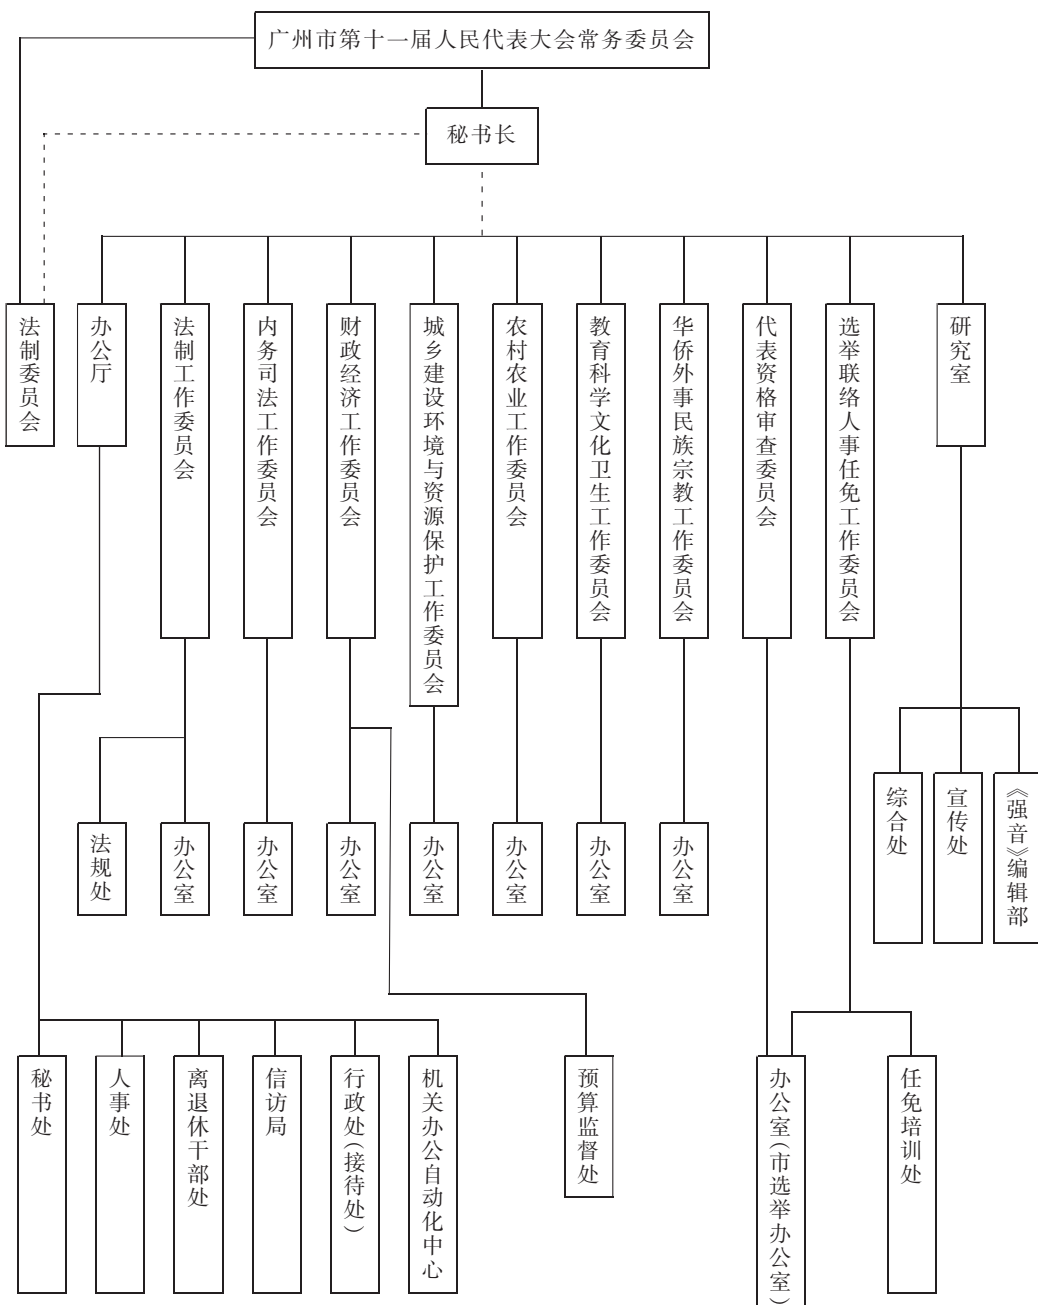 广州市第十一届人民代表大会常务委员会
秘书长
法制委员会
办公厅
法制工作委员会
内务司法工作委员会
财政经济工作委员会
城乡建设环境与资源保护工作委员会
农村农业工作委员会
教育科学文化卫生工作委员会
华侨外事民族宗教工作委员会
代表资格审查委员会
选举联络人事任免工作委员会
研究室
综合处
宣传处
《强音》编辑部
法规处
办公室
办公室
办公室
办公室
办公室
办公室
办公室
秘书处
人事处
离退休干部处
信访局
行政处(接待处)
机关办公自动化中心
预算监督处
办公室(市选举办公室)
任免培训处